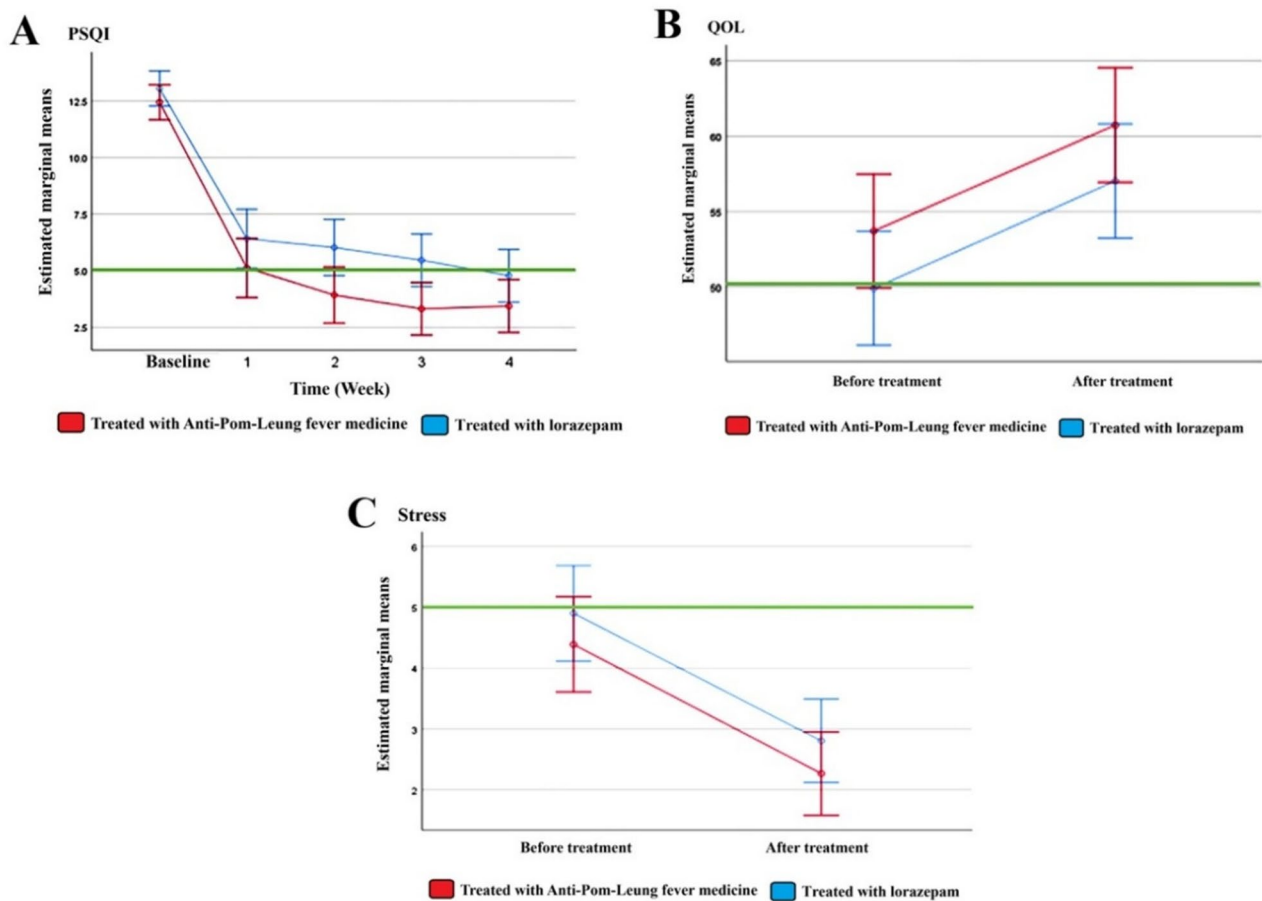 A PSQI
Estimated marginal means
12.5
10.0
7.5
5.0
2.5
Baseline 1 2 3 4
Time (Week)
Treated with Anti-Pom-Leung fever medicine Treated with lorazepam
B QOL
Estimated marginal means
65
60
55
50
Before treatment After treatment
Treated with Anti-Pom-Leung fever medicine Treated with lorazepam
C Stress
Estimated marginal means
6
5
4
3
2
Before treatment After treatment
Treated with Anti-Pom-Leung fever medicine Treated with lorazepam